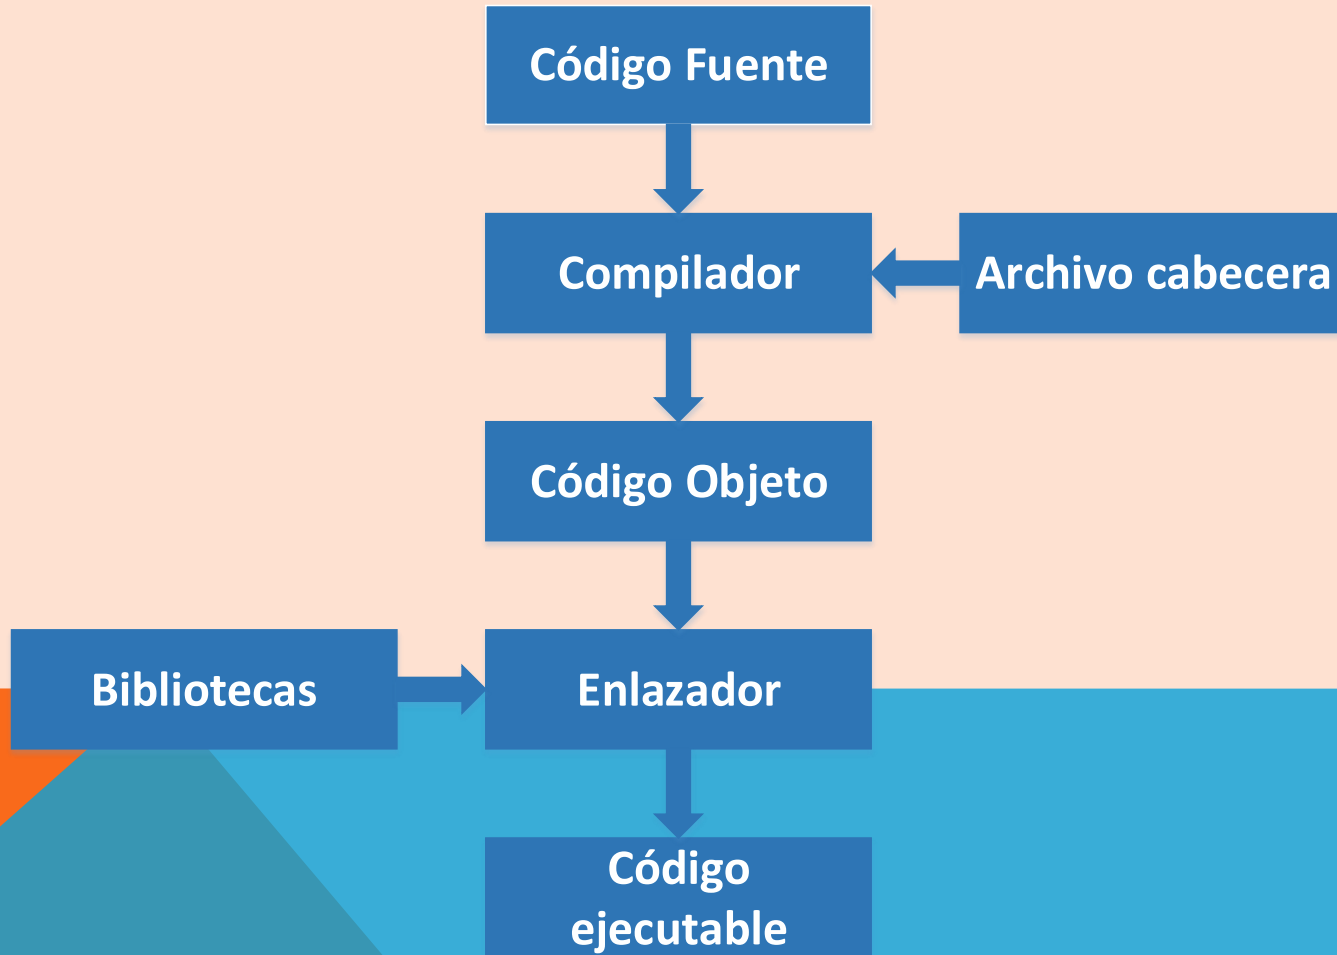 Código Fuente
Compilador
Archivo cabecera
Código Objeto
Bibliotecas
Enlazador
Código
ejecutable